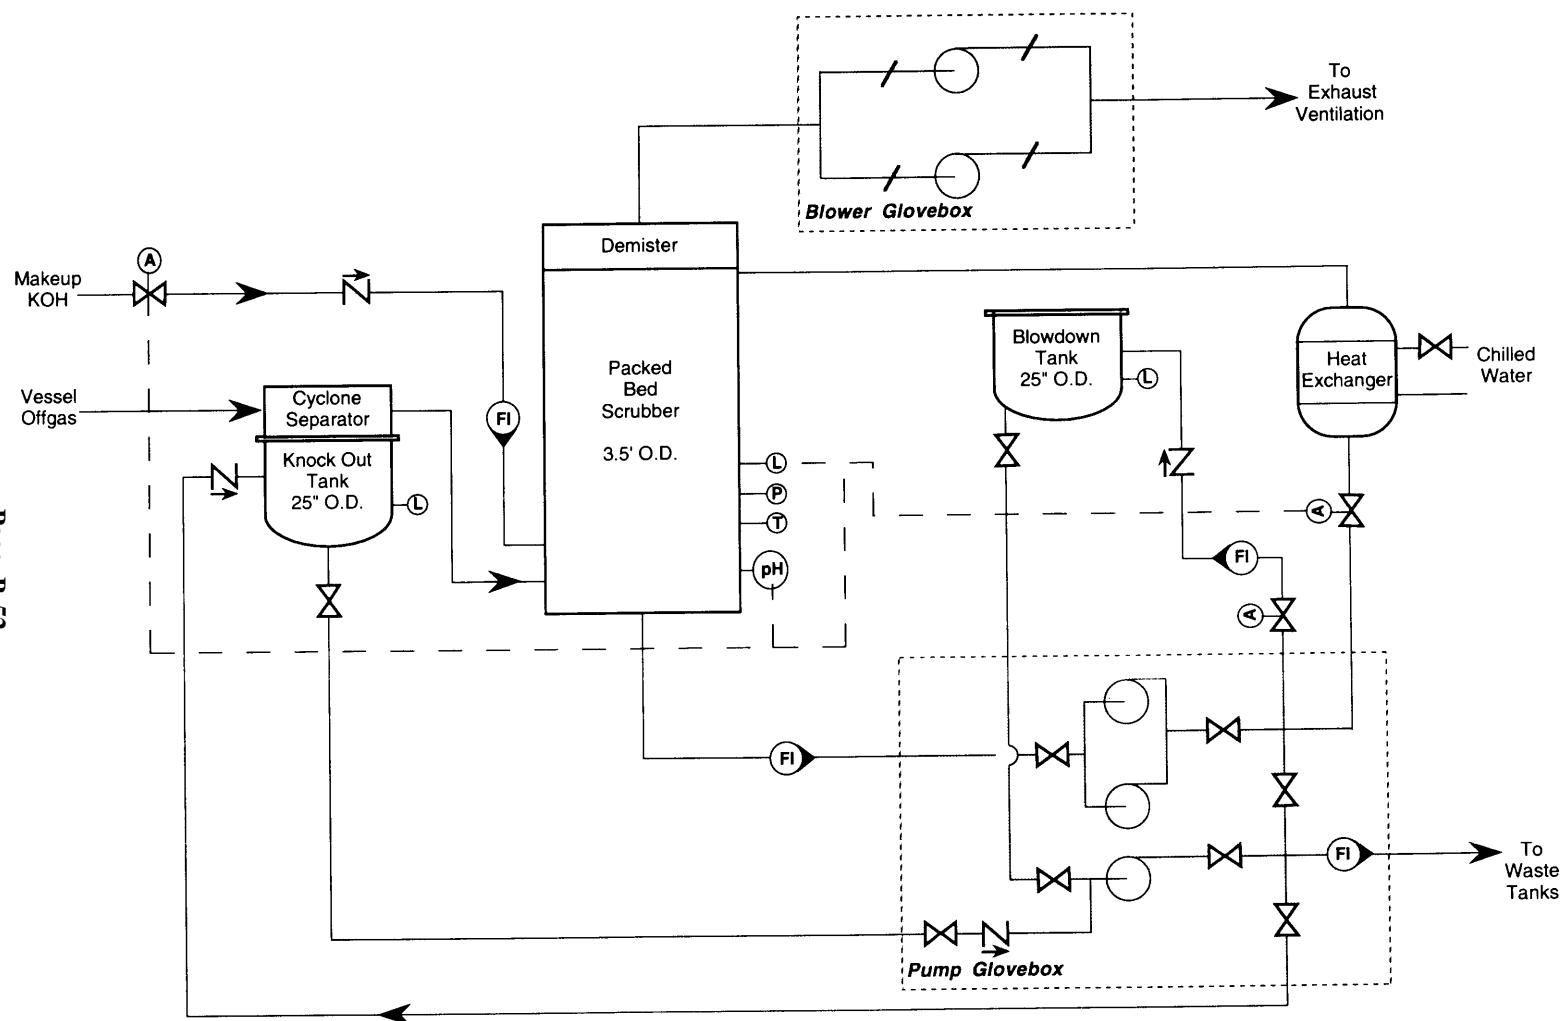 To
Exhaust
Ventilation
Blower Glovebox
Demister
A
Makeup
KOH
Blowdown
Tank
25" O.D.
L
Heat
Exchanger
Chilled
Water
Packed
Bed
Scrubber
3.5' O.D.
Vessel
Offgas
Cyclone
Separator
FI
Knock Out
Tank
25" O.D.
L
L
P
T
pH
A
FI
A
FI
FI
To
Waste
Tanks
Pump Glovebox